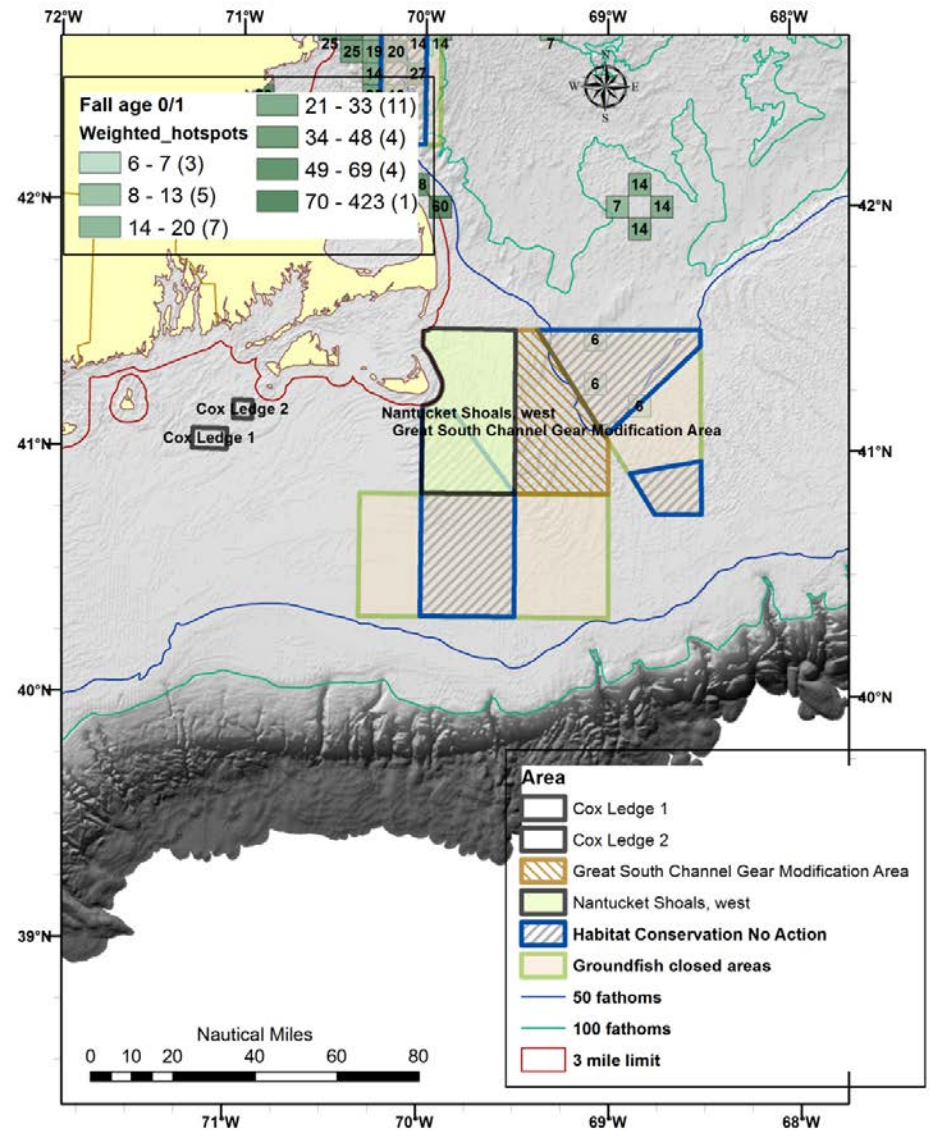 72°W 71°W 70°W 69°W 68°W
25 25 19 20 14 14 7
14 27
N
W E
S
Fall age 0/1
Weighted_hotspots
6 - 7 (3)
8 - 13 (5)
14 - 20 (7)
21 - 33 (11)
34 - 48 (4)
49 - 69 (4)
70 - 423 (1)
8
60
14
7 14
14
42°N 42°N
6
6
6
Cox Ledge 2
Cox Ledge 1
Nantucket Shoals, west
Great South Channel Gear Modification Area
41°N 41°N
40°N 40°N
39°N
Area
Cox Ledge 1
Cox Ledge 2
Great South Channel Gear Modification Area
Nantucket Shoals, west
Habitat Conservation No Action
Groundfish closed areas
50 fathoms
100 fathoms
3 mile limit
Nautical Miles
0 10 20 40 60 80
71°W 70°W 69°W 68°W